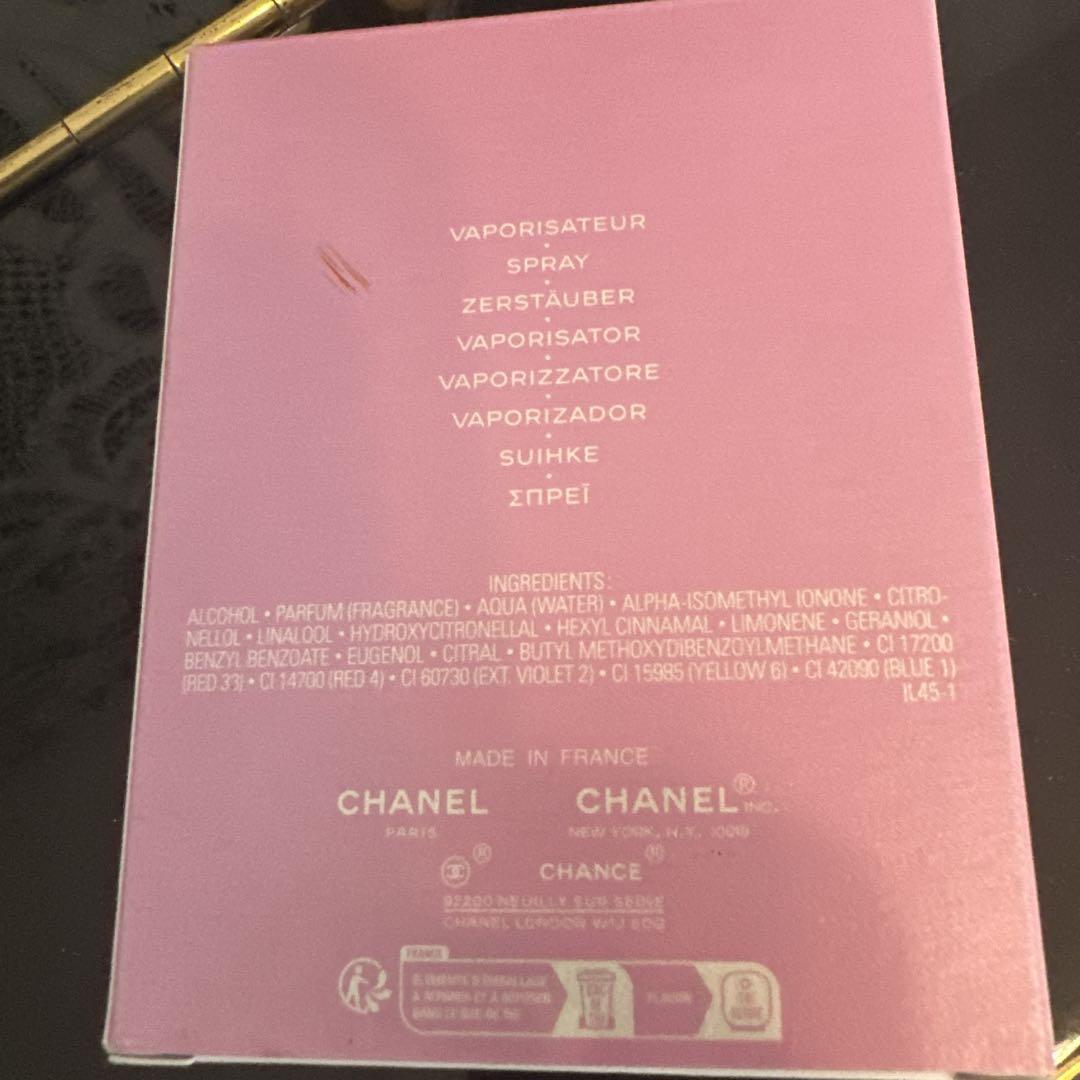 VAPORISATEUR
•
SPRAY
•
ZERSTÄUBER
•
VAPORISATOR
•
VAPORIZZATORE
•
VAPORIZADOR
•
SUIHKE
•
ΣΠΡΕΪ
INGREDIENTS:
ALCOHOL • PARFUM (FRAGRANCE) • AQUA (WATER) • ALPHA-ISOMETHYL IONONE • CITRO-
NELLOL • LINALOOL • HYDROXYCITRONELLAL • HEXYL CINNAMAL • LIMONENE • GERANIOL •
BENZYL BENZOATE • EUGENOL • CITRAL • BUTYL METHOXYDIBENZOYLMETHANE • CI 17200
(RED 33) • CI 14700 (RED 4) • CI 60730 (EXT. VIOLET 2) • CI 15985 (YELLOW 6) • CI 42090 (BLUE 1)
IL45-1
MADE IN FRANCE
CHANEL CHANEL® INC.
PARIS NEW YORK, N.Y. 10019
® CHANCE®
92200 NEUILLY SUR SEINE
CHANEL LONDON W1J
FRANCE